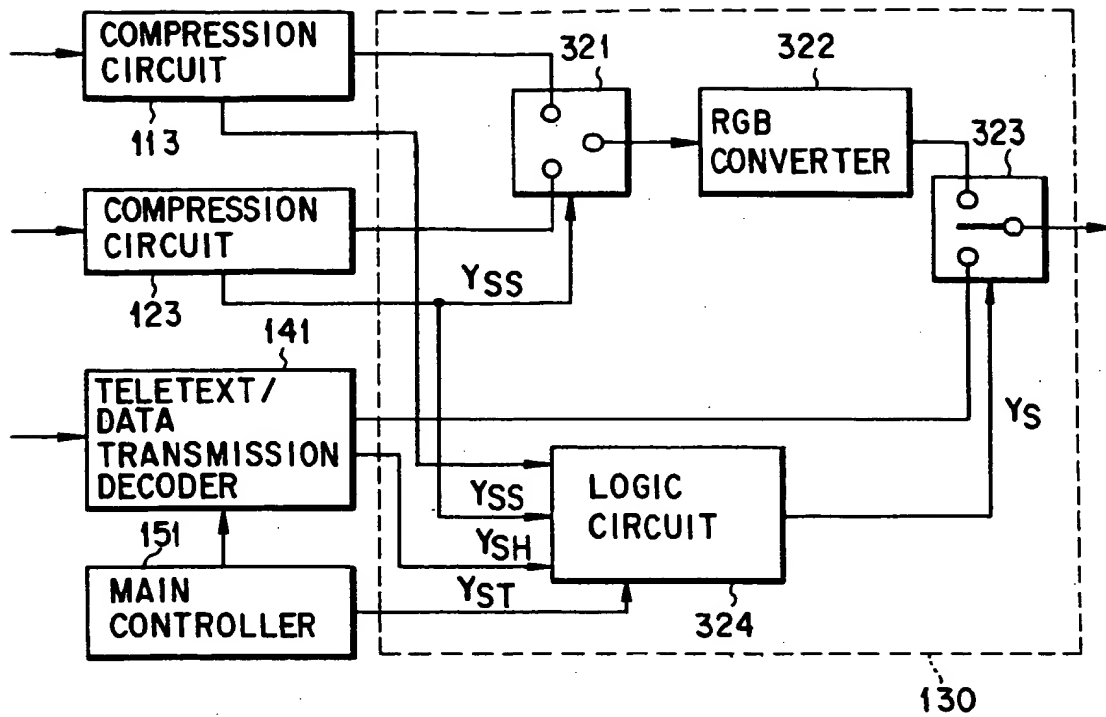 COMPRESSION
CIRCUIT
113
COMPRESSION
CIRCUIT
123
141
TELETEXT/
DATA
TRANSMISSION
DECODER
151
MAIN
CONTROLLER
321
322
RGB
CONVERTER
323
YSS
YS
YSS
YSH
YST
LOGIC
CIRCUIT
324
130